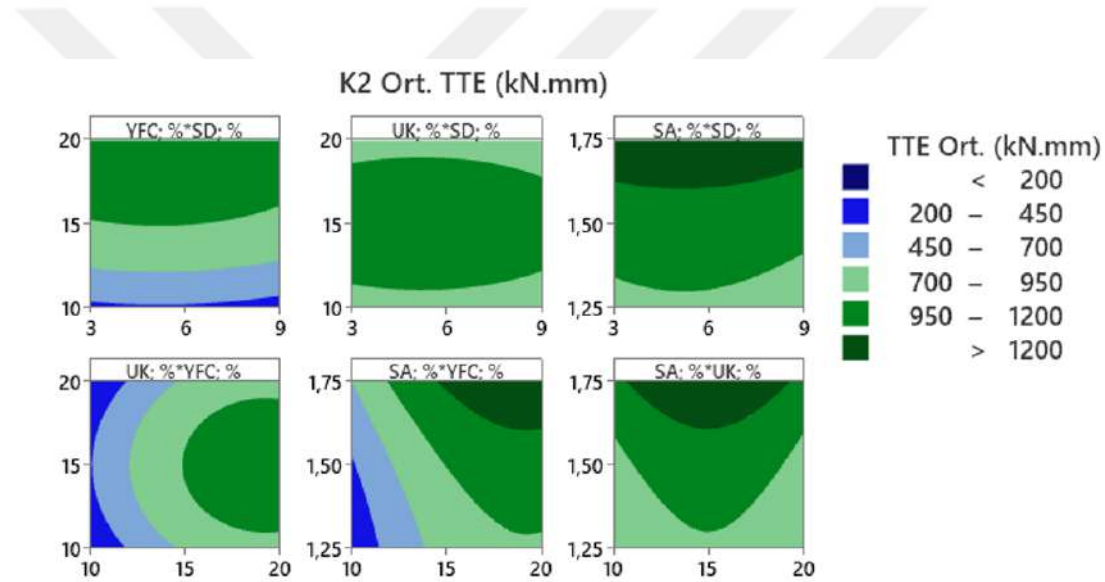 K2 Ort. TTE (kN.mm)
YFC; %*SD; %
UK; %*SD; %
SA; %*SD; %
20
15
10
3 6 9
20
15
10
3 6 9
1,75
1,50
1,25
3 6 9
UK; %*YFC; %
SA; %*YFC; %
SA; %*UK; %
20
15
10
10 15 20
1,75
1,50
1,25
10 15 20
1,75
1,50
1,25
10 15 20
TTE Ort. (kN.mm)
< 200
200 – 450
450 – 700
700 – 950
950 – 1200
> 1200